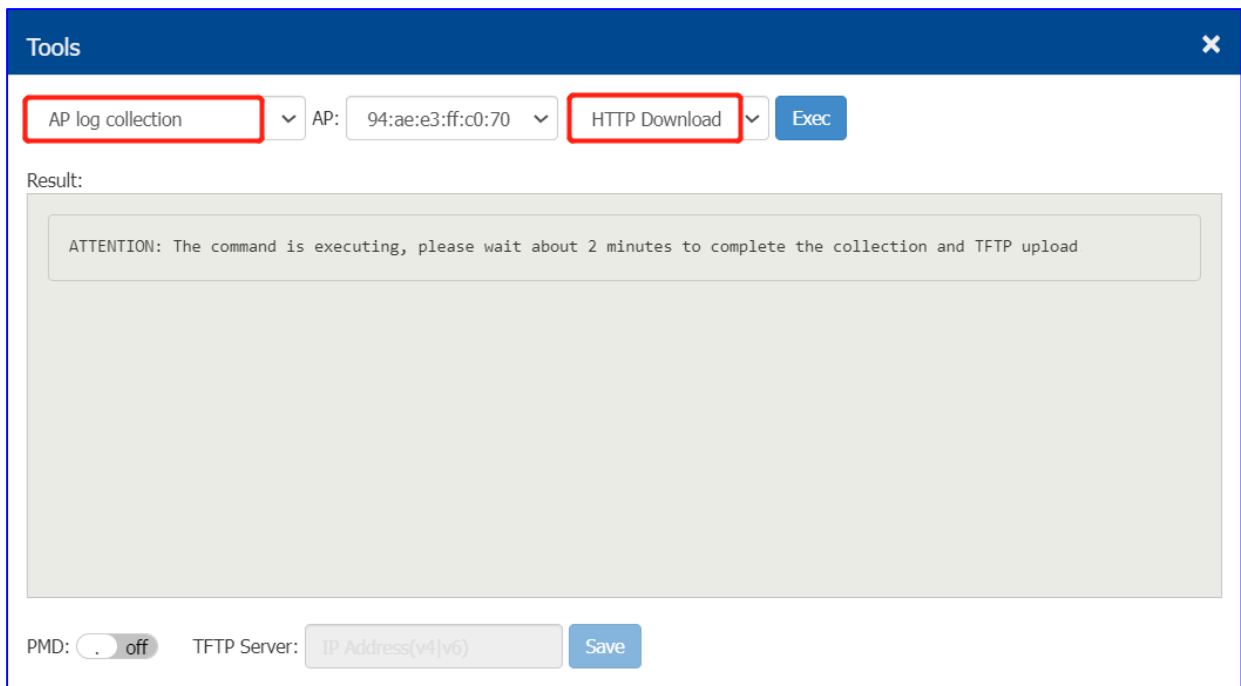 Tools
AP log collection AP: 94:ae:e3:ff:c0:70 HTTP Download Exec
Result:
ATTENTION: The command is executing, please wait about 2 minutes to complete the collection and TFTP upload
PMD: . off TFTP Server: IP Address(v4|v6) Save